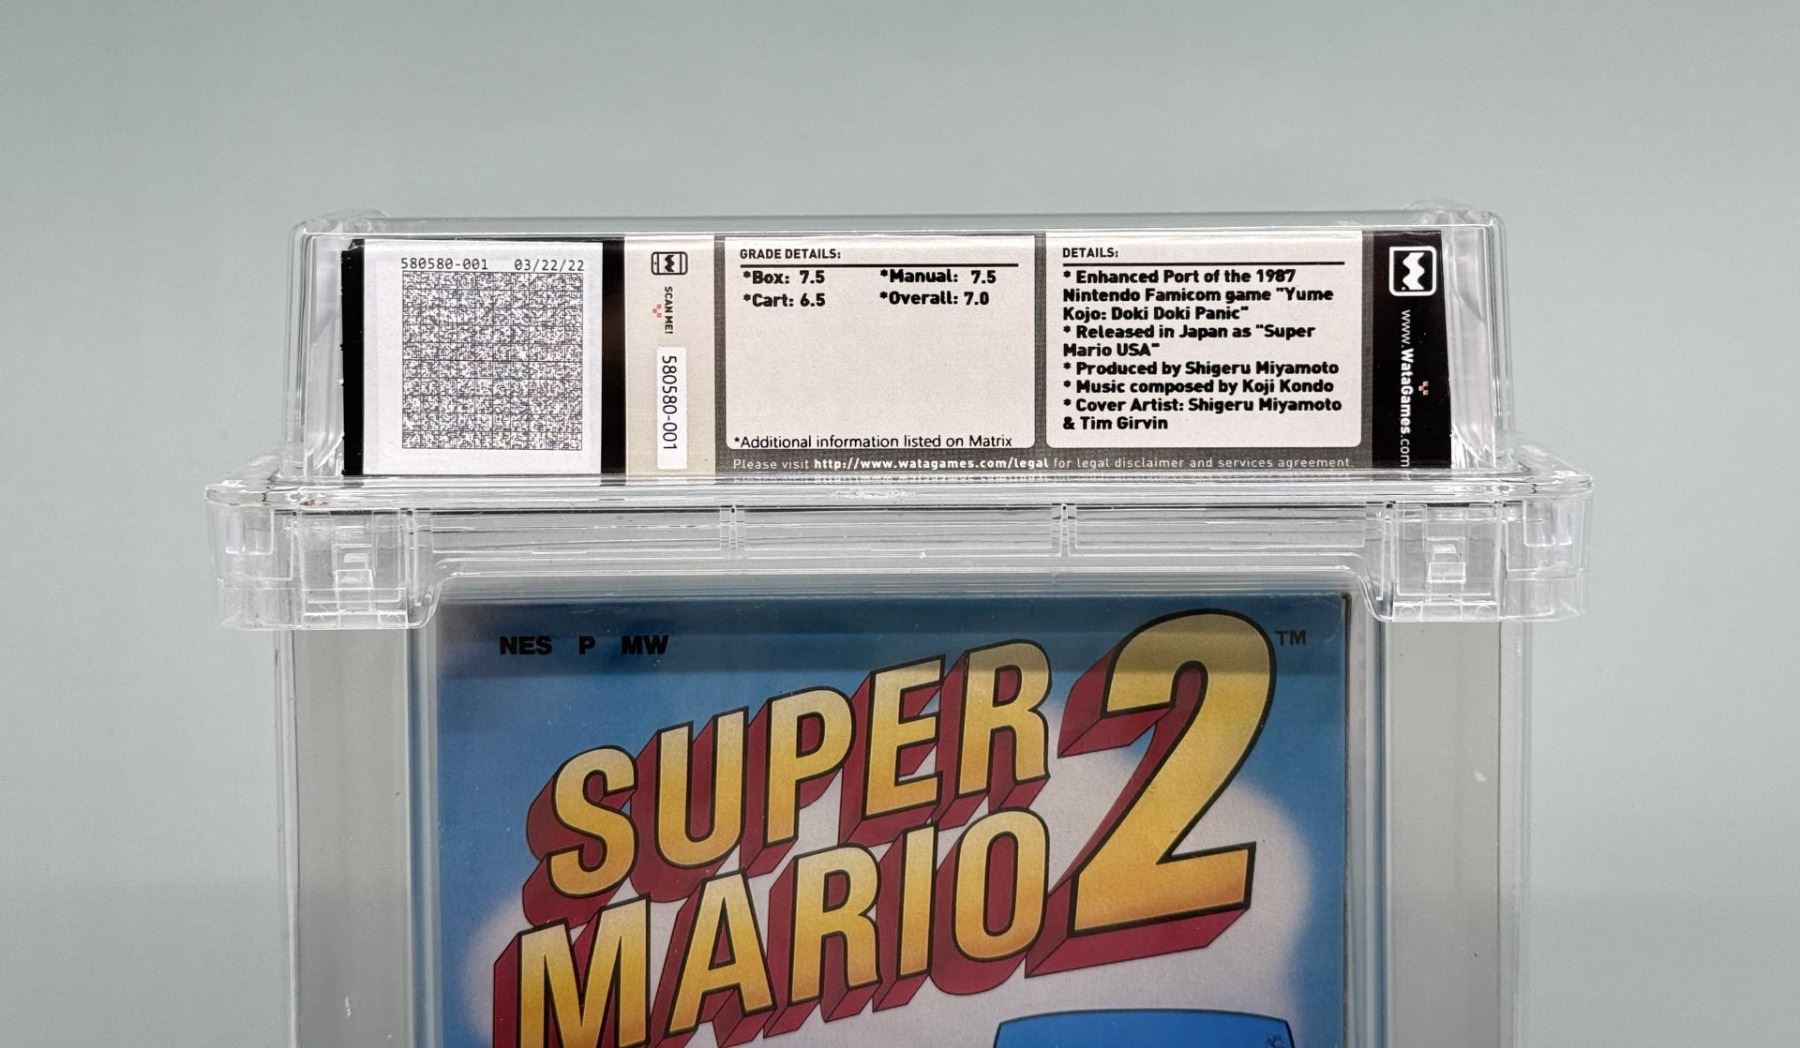 580580-001 03/22/22
SCAN ME!
580580-001
GRADE DETAILS:
*Box: 7.5 *Manual: 7.5
*Cart: 6.5 *Overall: 7.0
*Additional information listed on Matrix
DETAILS:
* Enhanced Port of the 1987
Nintendo Famicom game "Yume
Kojo: Doki Doki Panic"
* Released in Japan as "Super
Mario USA"
* Produced by Shigeru Miyamoto
* Music composed by Koji Kondo
* Cover Artist: Shigeru Miyamoto
& Tim Girvin
www.WataGames.com
Please visit http://www.watagames.com/legal for legal disclaimer and services agreement.
NES P MW
SUPER
MARIO 2 TM